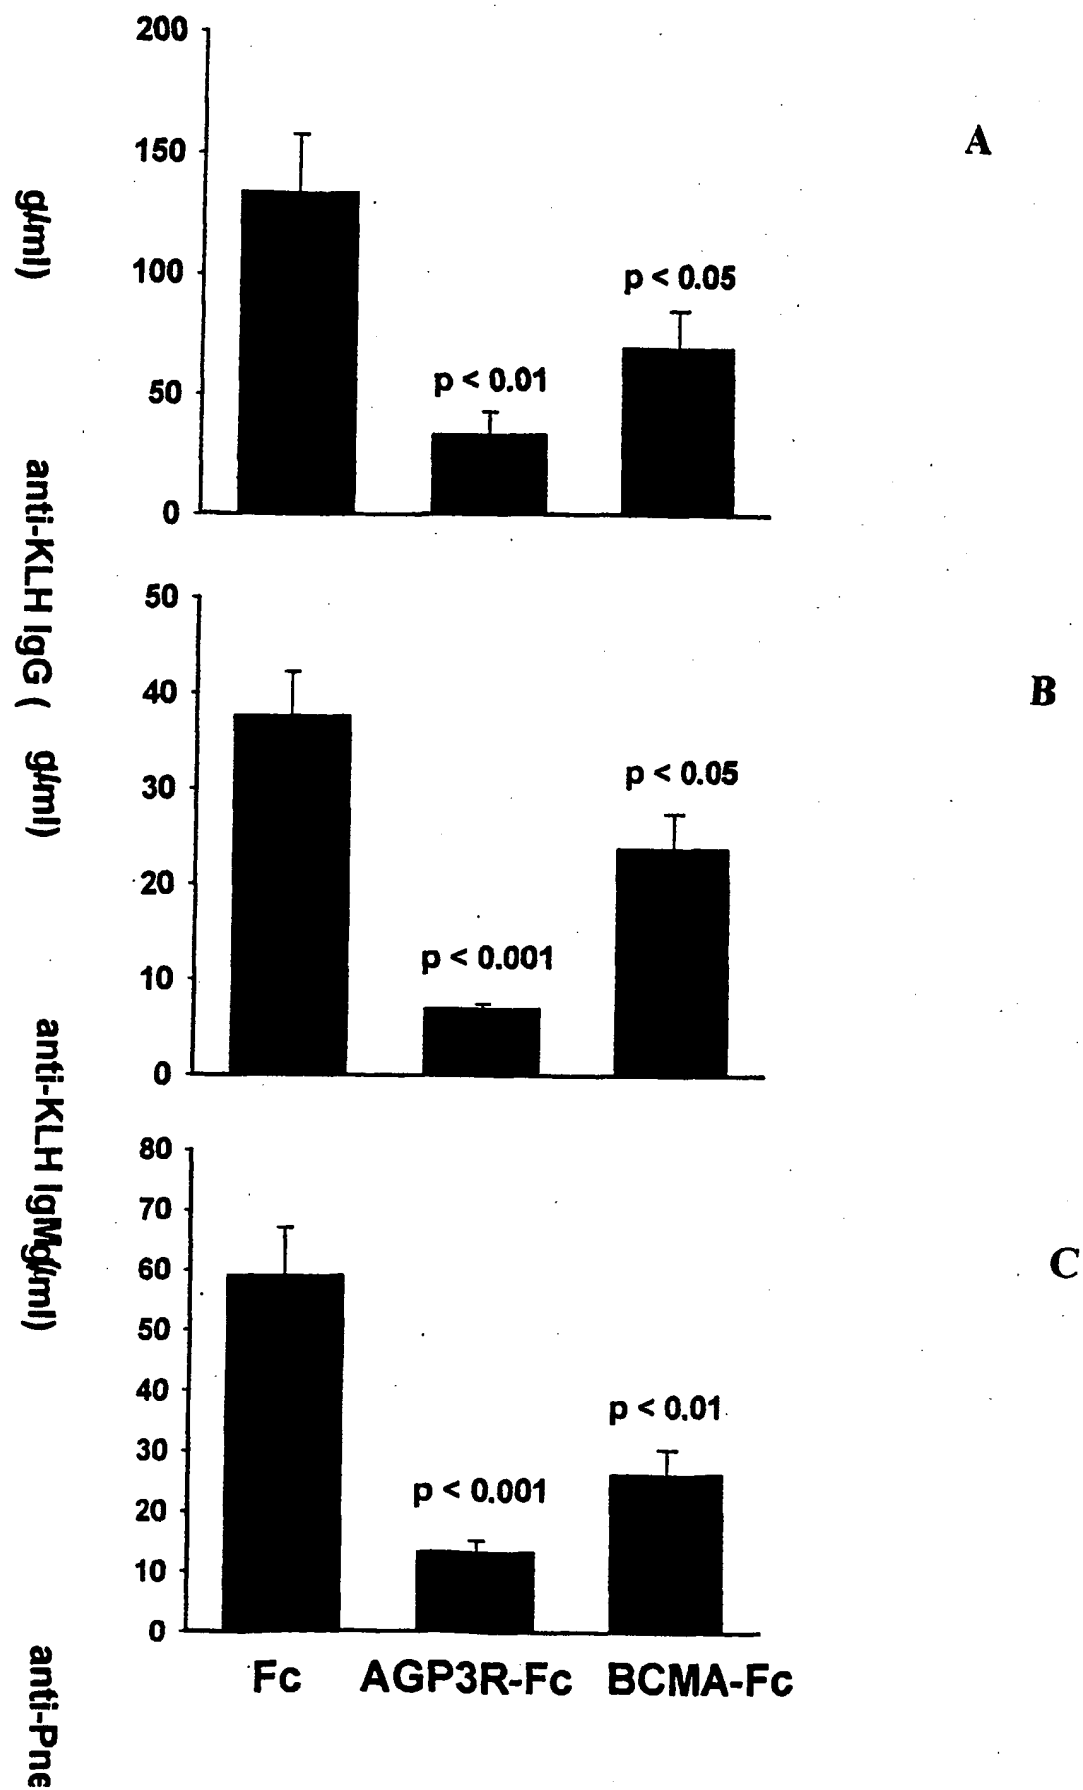 200
150
100
50
0
A
p < 0.01
p < 0.05
anti-KLH IgG ( g/ml)
50
40
30
20
10
0
B
p < 0.001
p < 0.05
anti-KLH IgM g/ml)
80
70
60
50
40
30
20
10
0
C
p < 0.001
p < 0.01
anti-Pne
g/ml)
Fc AGP3R-Fc BCMA-Fc